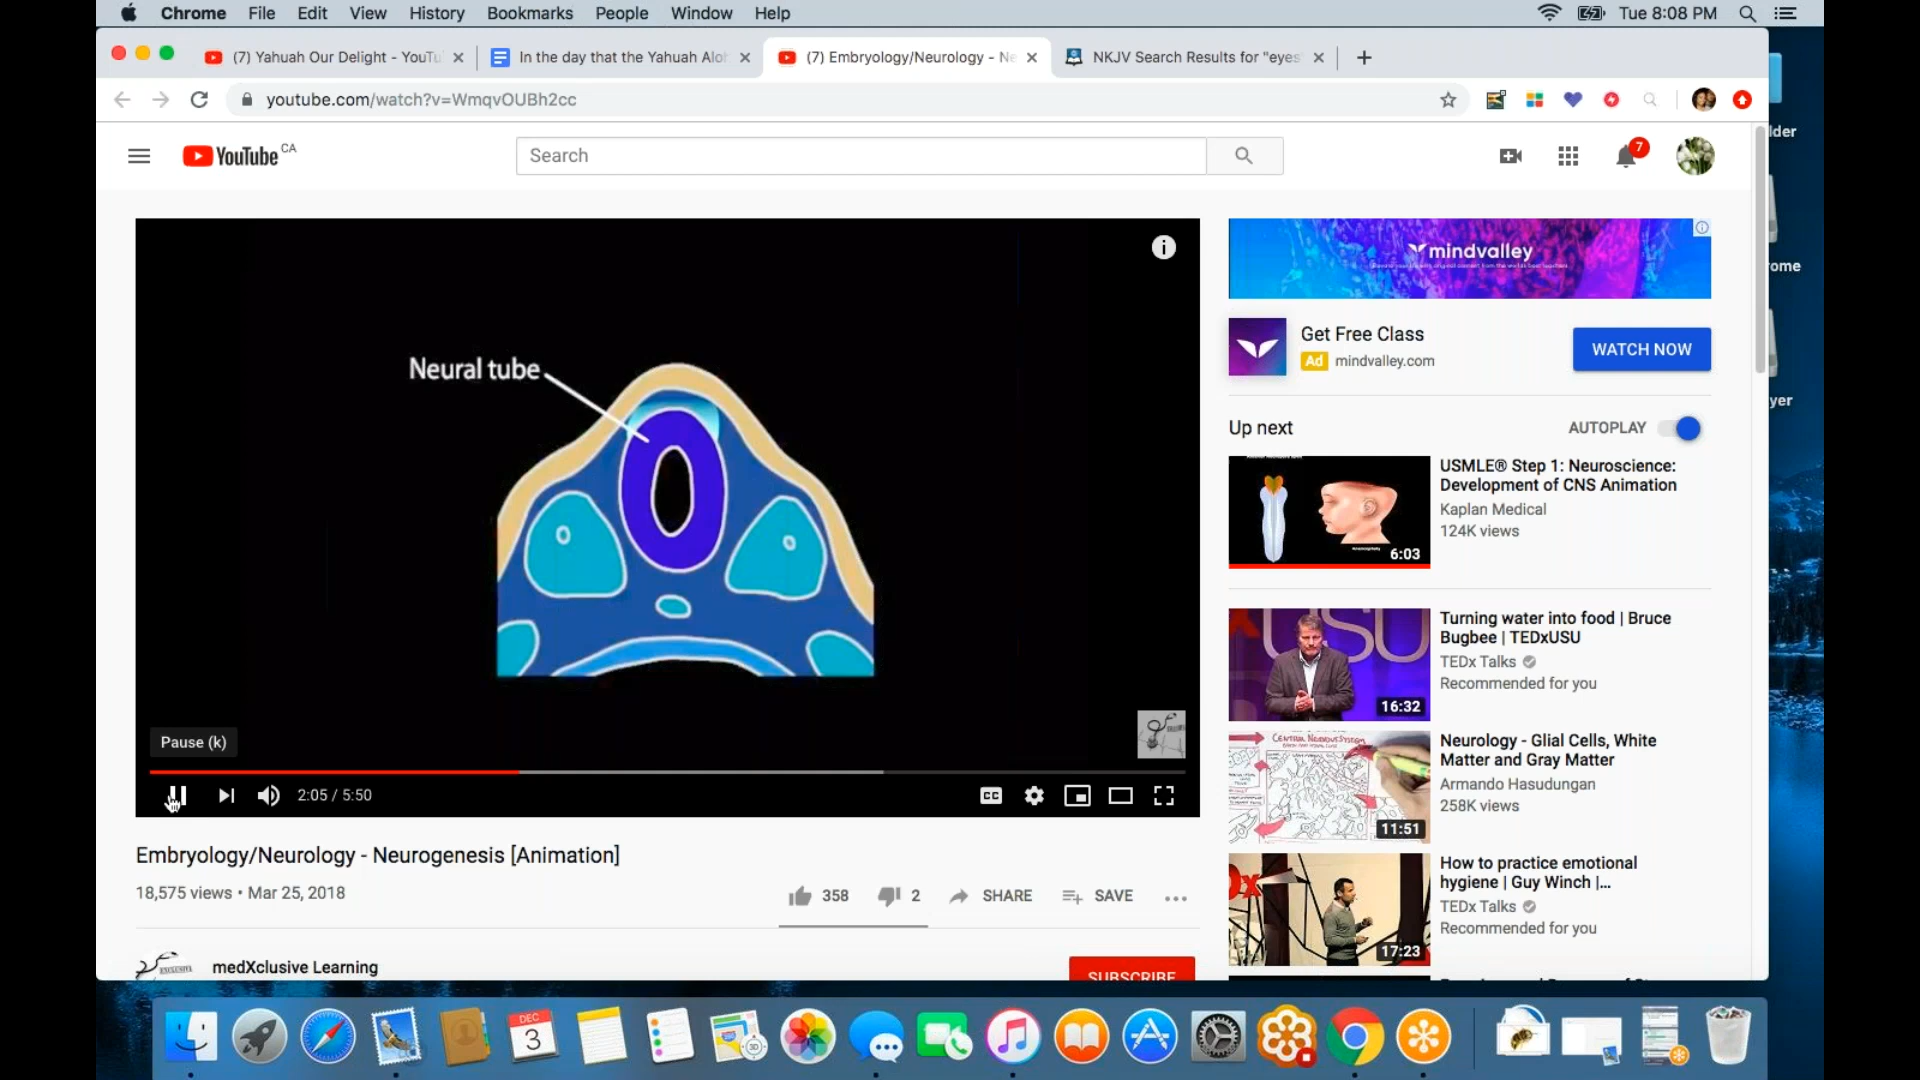 Chrome File Edit View History Bookmarks People Window Help
Tue 8:08 PM
(7) Yahuah Our Delight - YouTu
In the day that the Yahuah Aloh
(7) Embryology/Neurology - Ne
NKJV Search Results for "eyes"
youtube.com/watch?v=WmqvOUBh2cc
YouTube CA
Search
7
Neural tube
Pause (k)
2:05 / 5:50
CC
Embryology/Neurology - Neurogenesis [Animation]
18,575 views • Mar 25, 2018
358
2
SHARE
SAVE
medXclusive Learning
SUBSCRIBE
mindvalley
Get Free Class
Ad mindvalley.com
WATCH NOW
Up next
AUTOPLAY
USMLE® Step 1: Neuroscience:
Development of CNS Animation
Kaplan Medical
124K views
6:03
Turning water into food | Bruce
Bugbee | TEDxUSU
TEDx Talks
Recommended for you
16:32
Neurology - Glial Cells, White
Matter and Gray Matter
Armando Hasudungan
258K views
CENTRAL NERVOUS SYSTEM
11:51
How to practice emotional
hygiene | Guy Winch |...
TEDx Talks
Recommended for you
17:23
lder
ome
yer
DEC
3